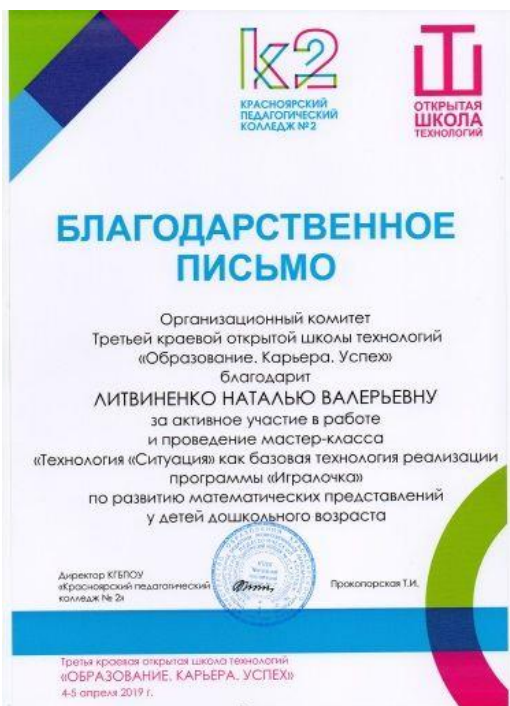 k2
КРАСНОЯРСКИЙ
ПЕДАГОГИЧЕСКИЙ
КОЛЛЕДЖ №2
ОТКРЫТАЯ
ШКОЛА
ТЕХНОЛОГИЙ
БЛАГОДАРСТВЕННОЕ
ПИСЬМО
Организационный комитет
Третьей краевой открытой школы технологий
«Образование. Карьера. Успех»
благодарит
ЛИТВИНЕНКО НАТАЛЬЮ ВАЛЕРЬЕВНУ
за активное участие в работе
и проведение мастер-класса
«Технология «Ситуация» как базовая технология реализации
программы «Игралочка»
по развитию математических представлений
у детей дошкольного возраста
Директор КГБПОУ
«Красноярский педагогический
колледж № 2»
Прокопорская Т.И.
Третья краевая открытая школа технологий
«ОБРАЗОВАНИЕ. КАРЬЕРА. УСПЕХ»
4-5 апреля 2019 г.